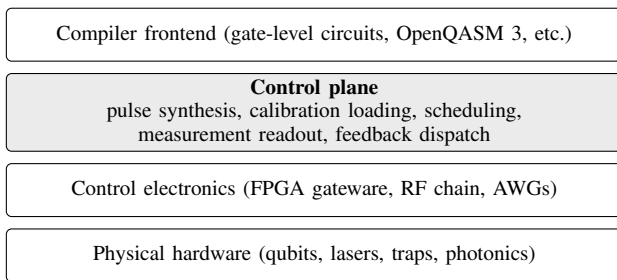 Compiler frontend (gate-level circuits, OpenQASM 3, etc.)
Control plane
pulse synthesis, calibration loading, scheduling,
measurement readout, feedback dispatch
Control electronics (FPGA gateware, RF chain, AWGs)
Physical hardware (qubits, lasers, traps, photonics)